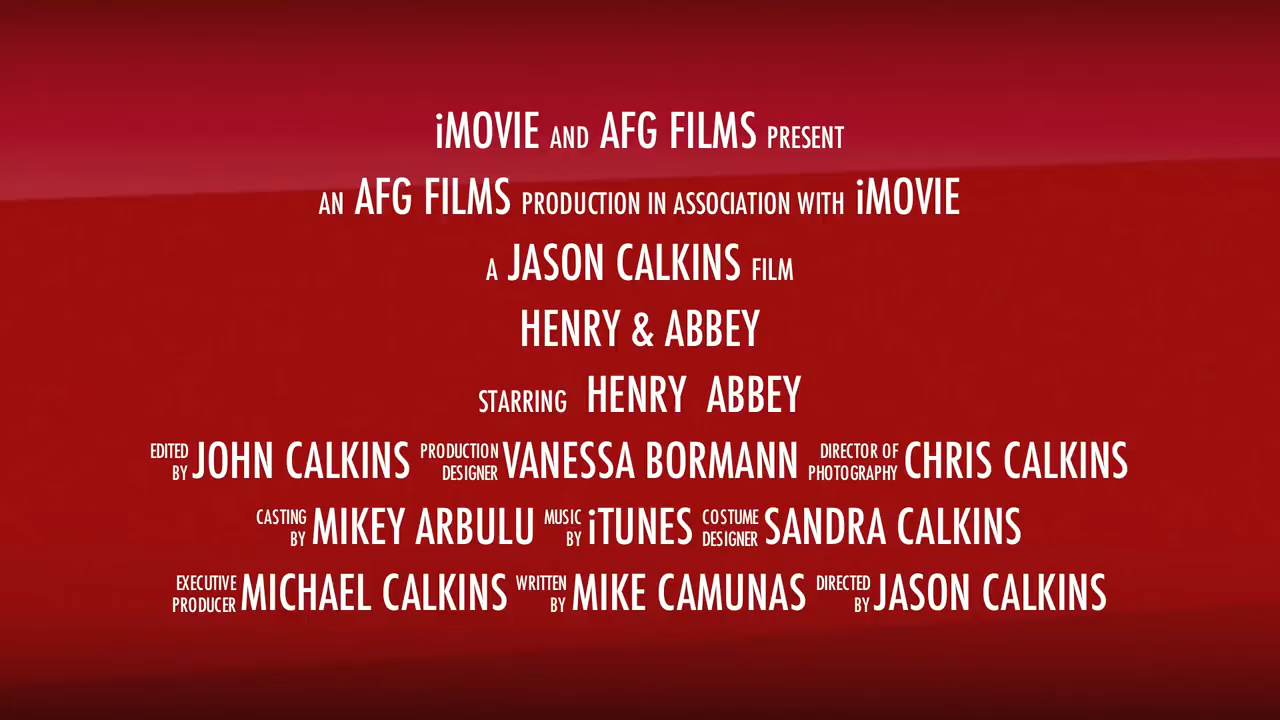 iMOVIE AND AFG FILMS PRESENT
AN AFG FILMS PRODUCTION IN ASSOCIATION WITH iMOVIE
A JASON CALKINS FILM
HENRY & ABBEY
STARRING HENRY ABBEY
EDITED BY JOHN CALKINS PRODUCTION DESIGNER VANESSA BORMANN DIRECTOR OF PHOTOGRAPHY CHRIS CALKINS
CASTING BY MIKEY ARBULU MUSIC BY iTUNES COSTUME DESIGNER SANDRA CALKINS
EXECUTIVE PRODUCER MICHAEL CALKINS WRITTEN BY MIKE CAMUNAS DIRECTED BY JASON CALKINS